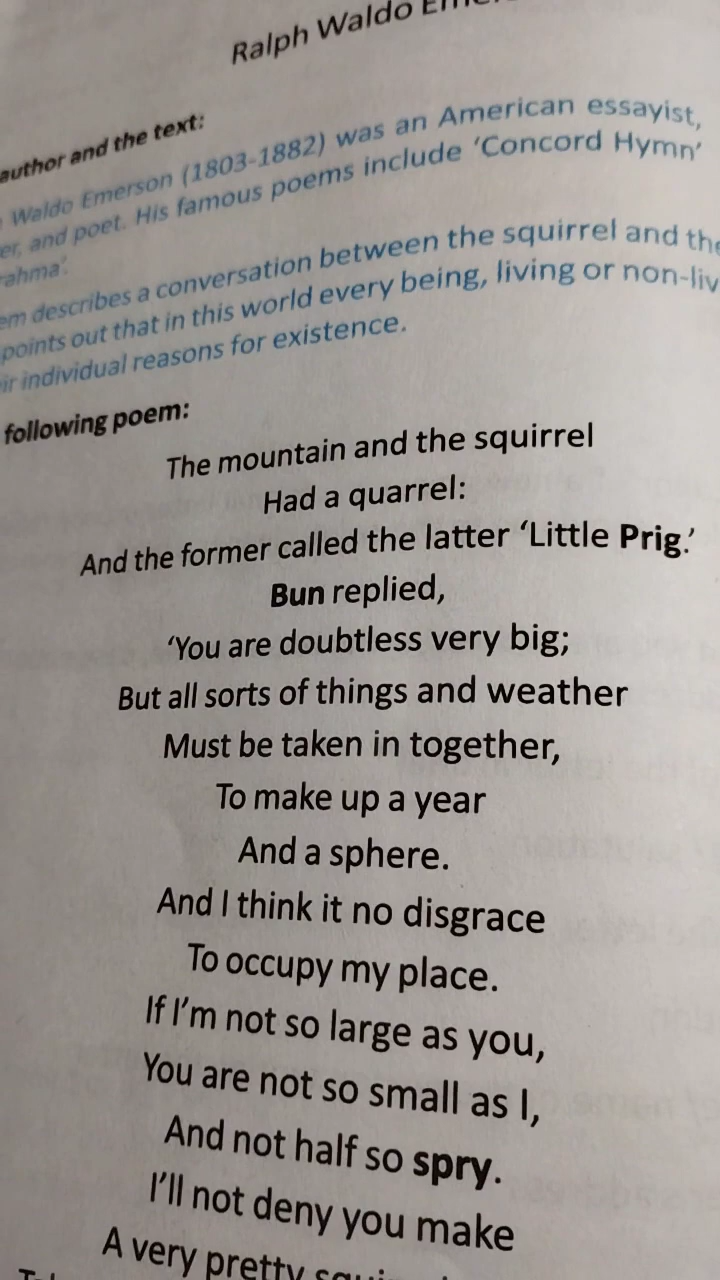 Ralph Waldo
author and the text:
Waldo Emerson (1803-1882) was an American essayist,
er, and poet. His famous poems include ‘Concord Hymn’
rahma’.
em describes a conversation between the squirrel and the
points out that in this world every being, living or non-liv
ir individual reasons for existence.
following poem:
The mountain and the squirrel
Had a quarrel:
And the former called the latter ‘Little Prig.’
Bun replied,
‘You are doubtless very big;
But all sorts of things and weather
Must be taken in together,
To make up a year
And a sphere.
And I think it no disgrace
To occupy my place.
If I’m not so large as you,
You are not so small as I,
And not half so spry.
I’ll not deny you make
A very pretty